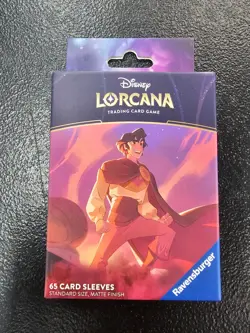 Disney
LORCANA
TRADING CARD GAME
65 CARD SLEEVES
STANDARD SIZE, MATTE FINISH
Ravensburger